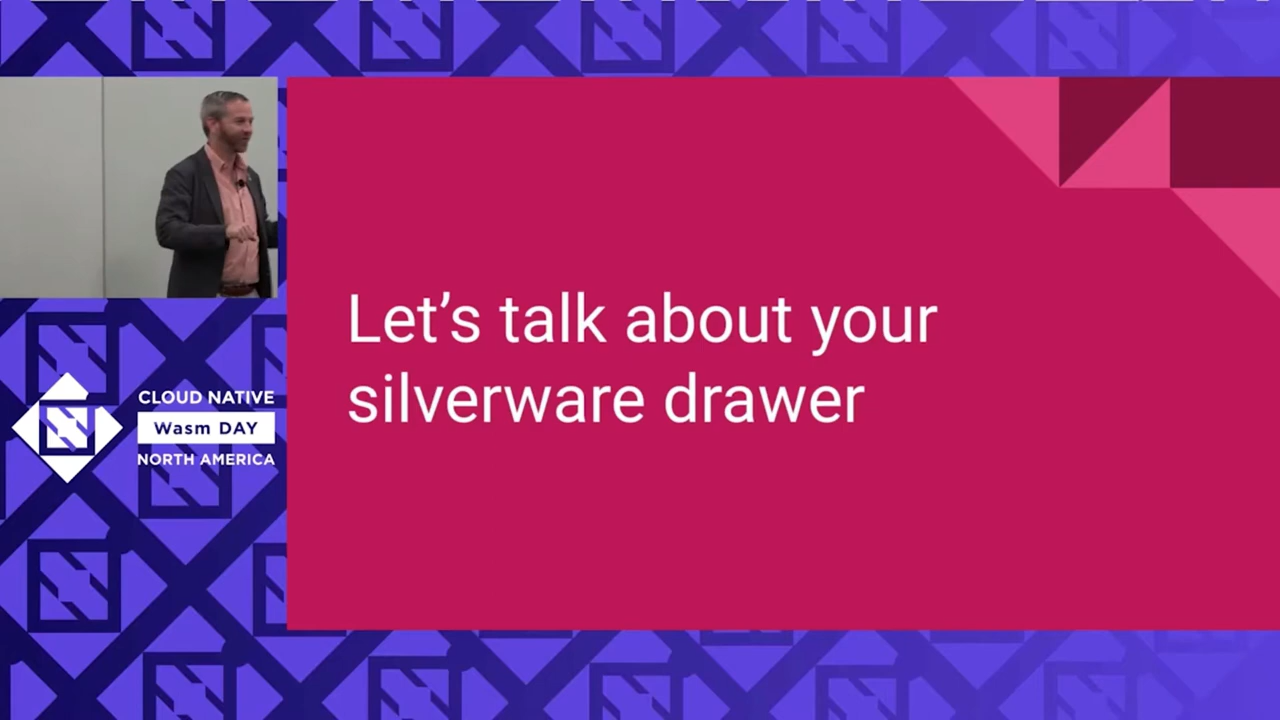 Let’s talk about your
silverware drawer
CLOUD NATIVE
Wasm DAY
NORTH AMERICA